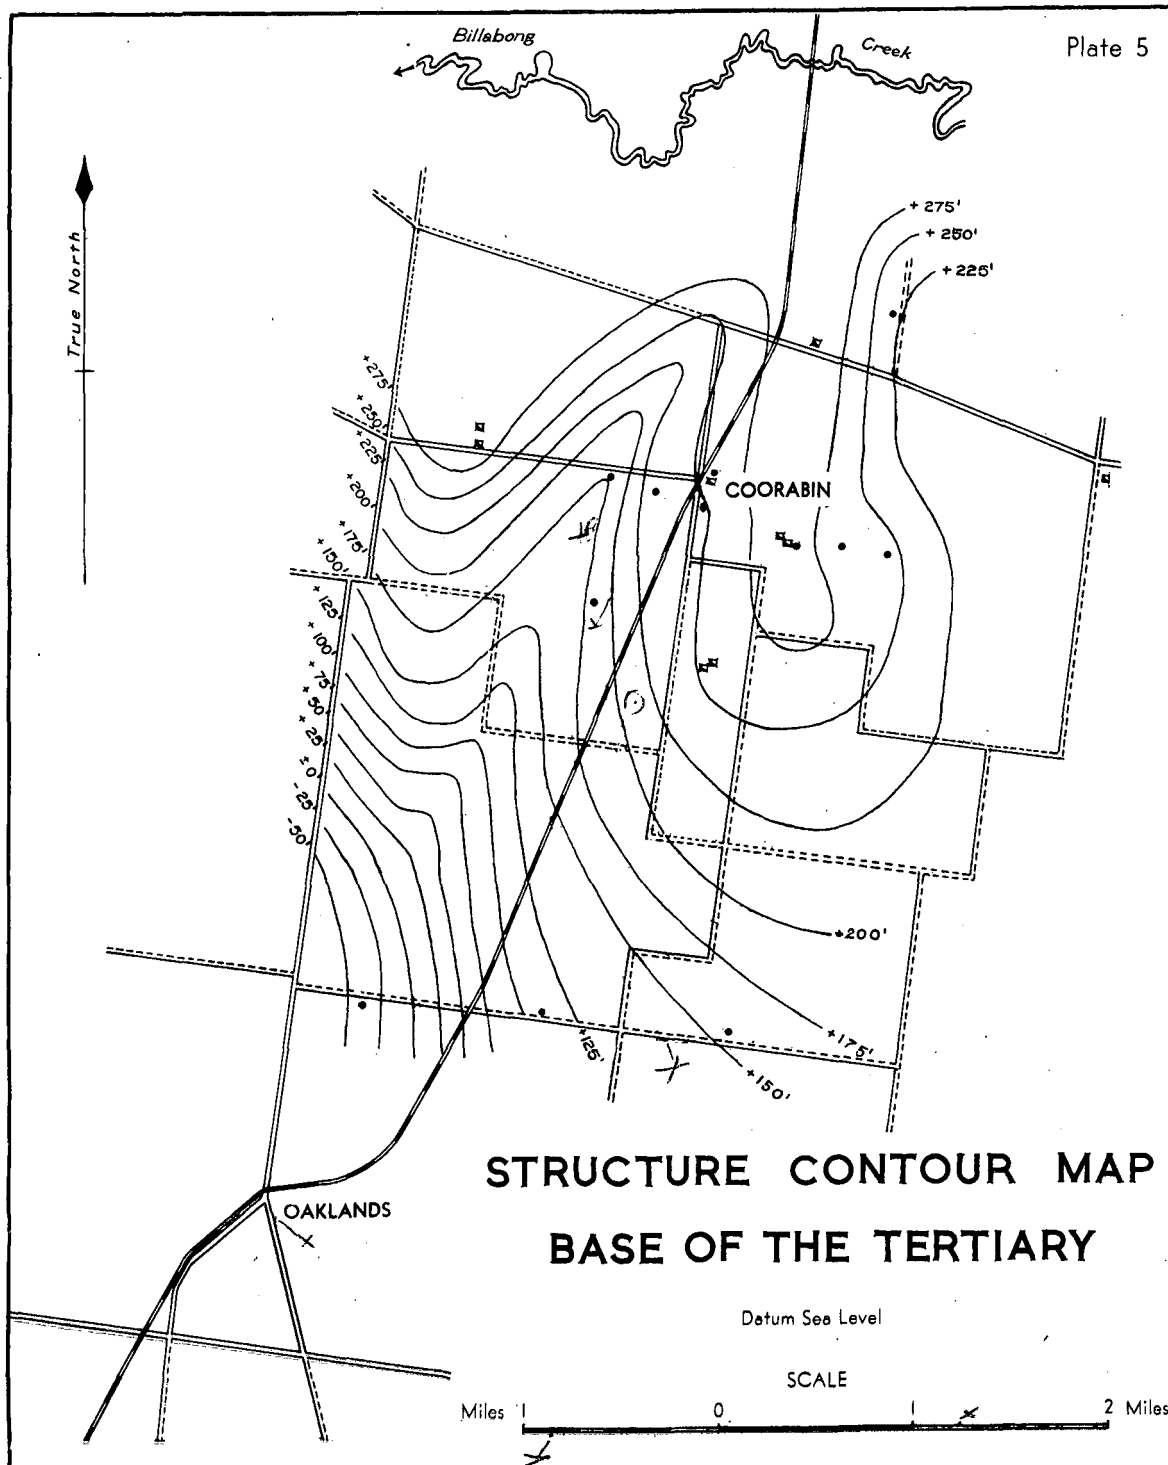 Plate 5
Billabong
Creek
True North
+ 275'
+ 250'
+ 225'
+275'
+250'
+225'
+200'
+175'
+150'
+ 125'
+ 100'
+ 75'
+ 50'
+ 25'
± 0'
-25'
-50'
COORABIN
+200'
+175'
+150'
+125'
OAKLANDS
STRUCTURE CONTOUR MAP
BASE OF THE TERTIARY
Datum Sea Level
SCALE
Miles 1 0 1 2 Miles